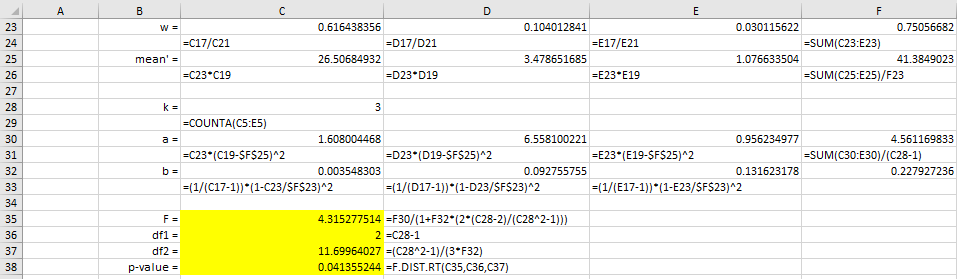 A B C D E F
23 w = 0.616438356 0.104012841 0.030115622 0.75056682
24 =C17/C21 =D17/D21 =E17/E21 =SUM(C23:E23)
25 mean' = 26.50684932 3.478651685 1.076633504 41.3849023
26 =C23*C19 =D23*D19 =E23*E19 =SUM(C25:E25)/F23
27
28 k = 3
29 =COUNTA(C5:E5)
30 a = 1.608004468 6.558100221 0.956234977 4.561169833
31 =C23*(C19-$F$25)^2 =D23*(D19-$F$25)^2 =E23*(E19-$F$25)^2 =SUM(C30:E30)/(C28-1)
32 b = 0.003548303 0.092755755 0.131623178 0.227927236
33 =(1/(C17-1))*(1-C23/$F$23)^2 =(1/(D17-1))*(1-D23/$F$23)^2 =(1/(E17-1))*(1-E23/$F$23)^2
34
35 F = 4.315277514 =F30/(1+F32*(2*(C28-2)/(C28^2-1)))
36 df1 = 2 =C28-1
37 df2 = 11.69964027 =(C28^2-1)/(3*F32)
38 p-value = 0.041355244 =F.DIST.RT(C35,C36,C37)